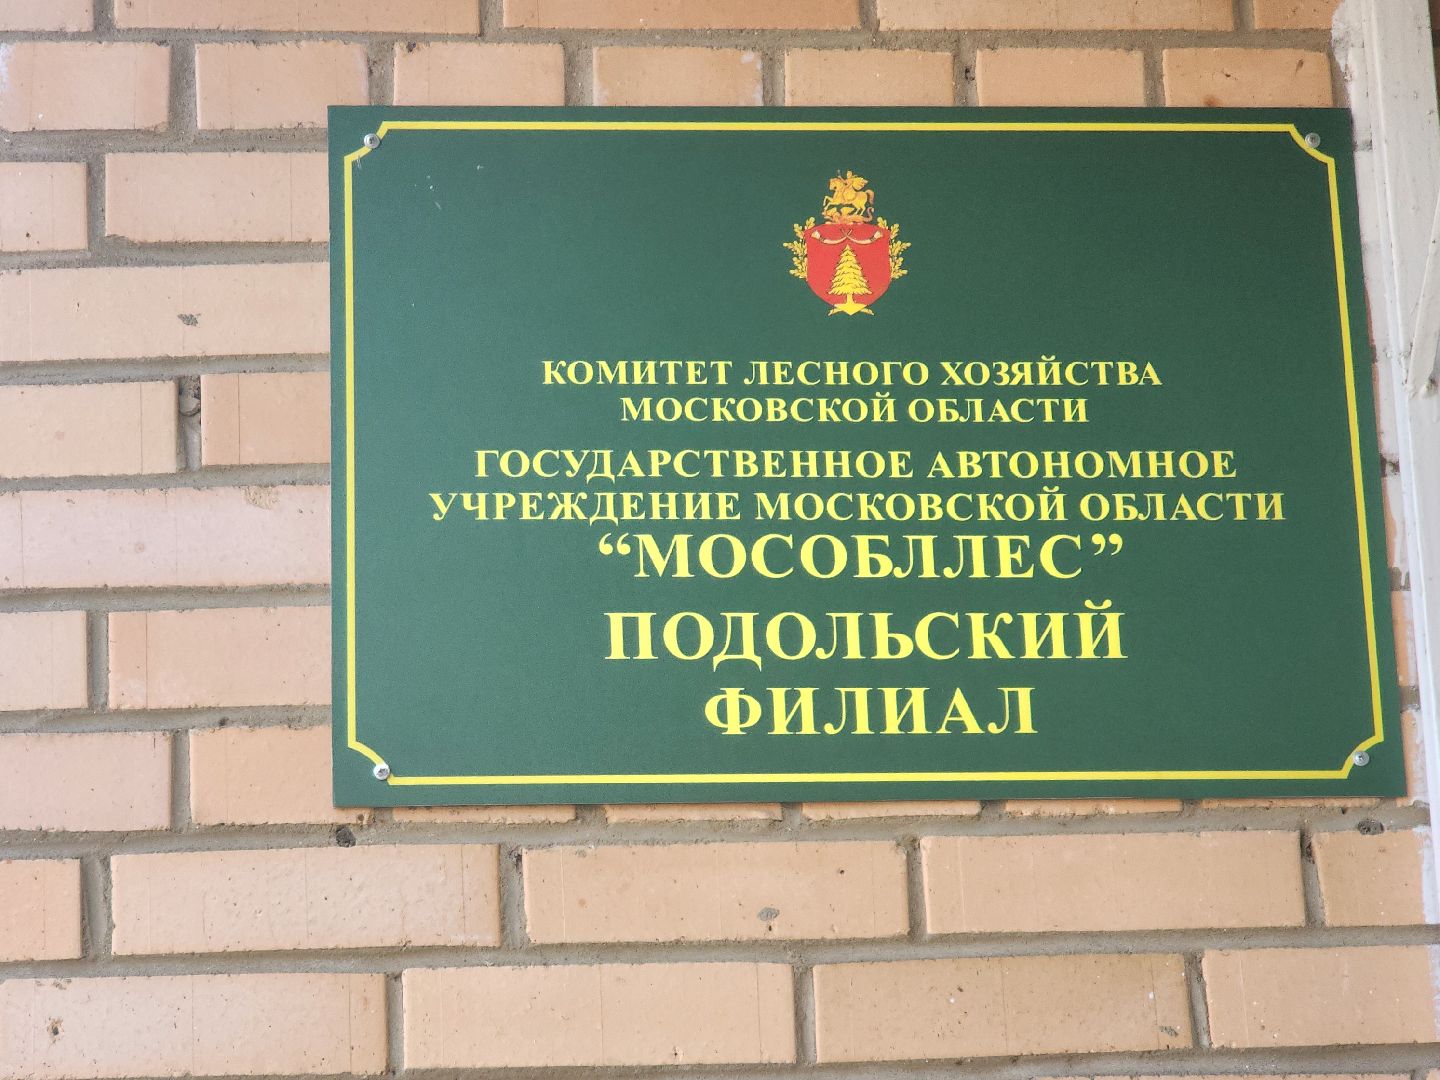 КОМИТЕТ ЛЕСНОГО ХОЗЯЙСТВА
МОСКОВСКОЙ ОБЛАСТИ
ГОСУДАРСТВЕННОЕ АВТОНОМНОЕ
УЧРЕЖДЕНИЕ МОСКОВСКОЙ ОБЛАСТИ
“МОСОБЛЛЕС”
ПОДОЛЬСКИЙ
ФИЛИАЛ